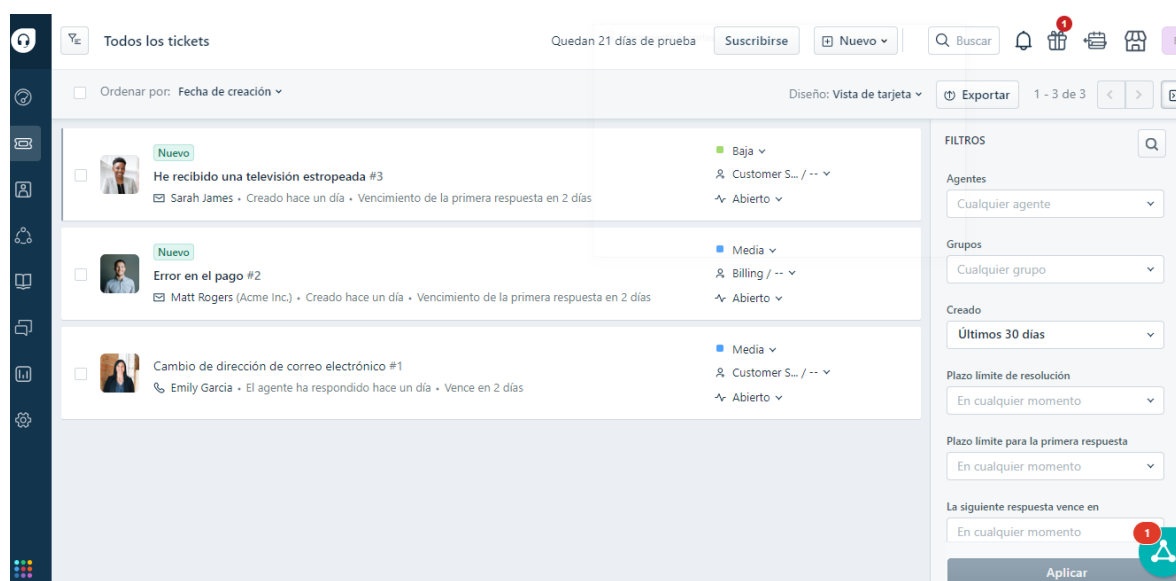 Todos los tickets
Quedan 21 días de prueba
Suscribirse
Nuevo
Buscar
1
Ordenar por: Fecha de creación
Diseño: Vista de tarjeta
Exportar
1 - 3 de 3
Nuevo
He recibido una televisión estropeada #3
Sarah James • Creado hace un día • Vencimiento de la primera respuesta en 2 días
Baja
Customer S... / --
Abierto
Nuevo
Error en el pago #2
Matt Rogers (Acme Inc.) • Creado hace un día • Vencimiento de la primera respuesta en 2 días
Media
Billing / --
Abierto
Cambio de dirección de correo electrónico #1
Emily Garcia • El agente ha respondido hace un día • Vence en 2 días
Media
Customer S... / --
Abierto
FILTROS
Agentes
Cualquier agente
Grupos
Cualquier grupo
Creado
Últimos 30 días
Plazo límite de resolución
En cualquier momento
Plazo límite para la primera respuesta
En cualquier momento
La siguiente respuesta vence en
En cualquier momento
1
Aplicar